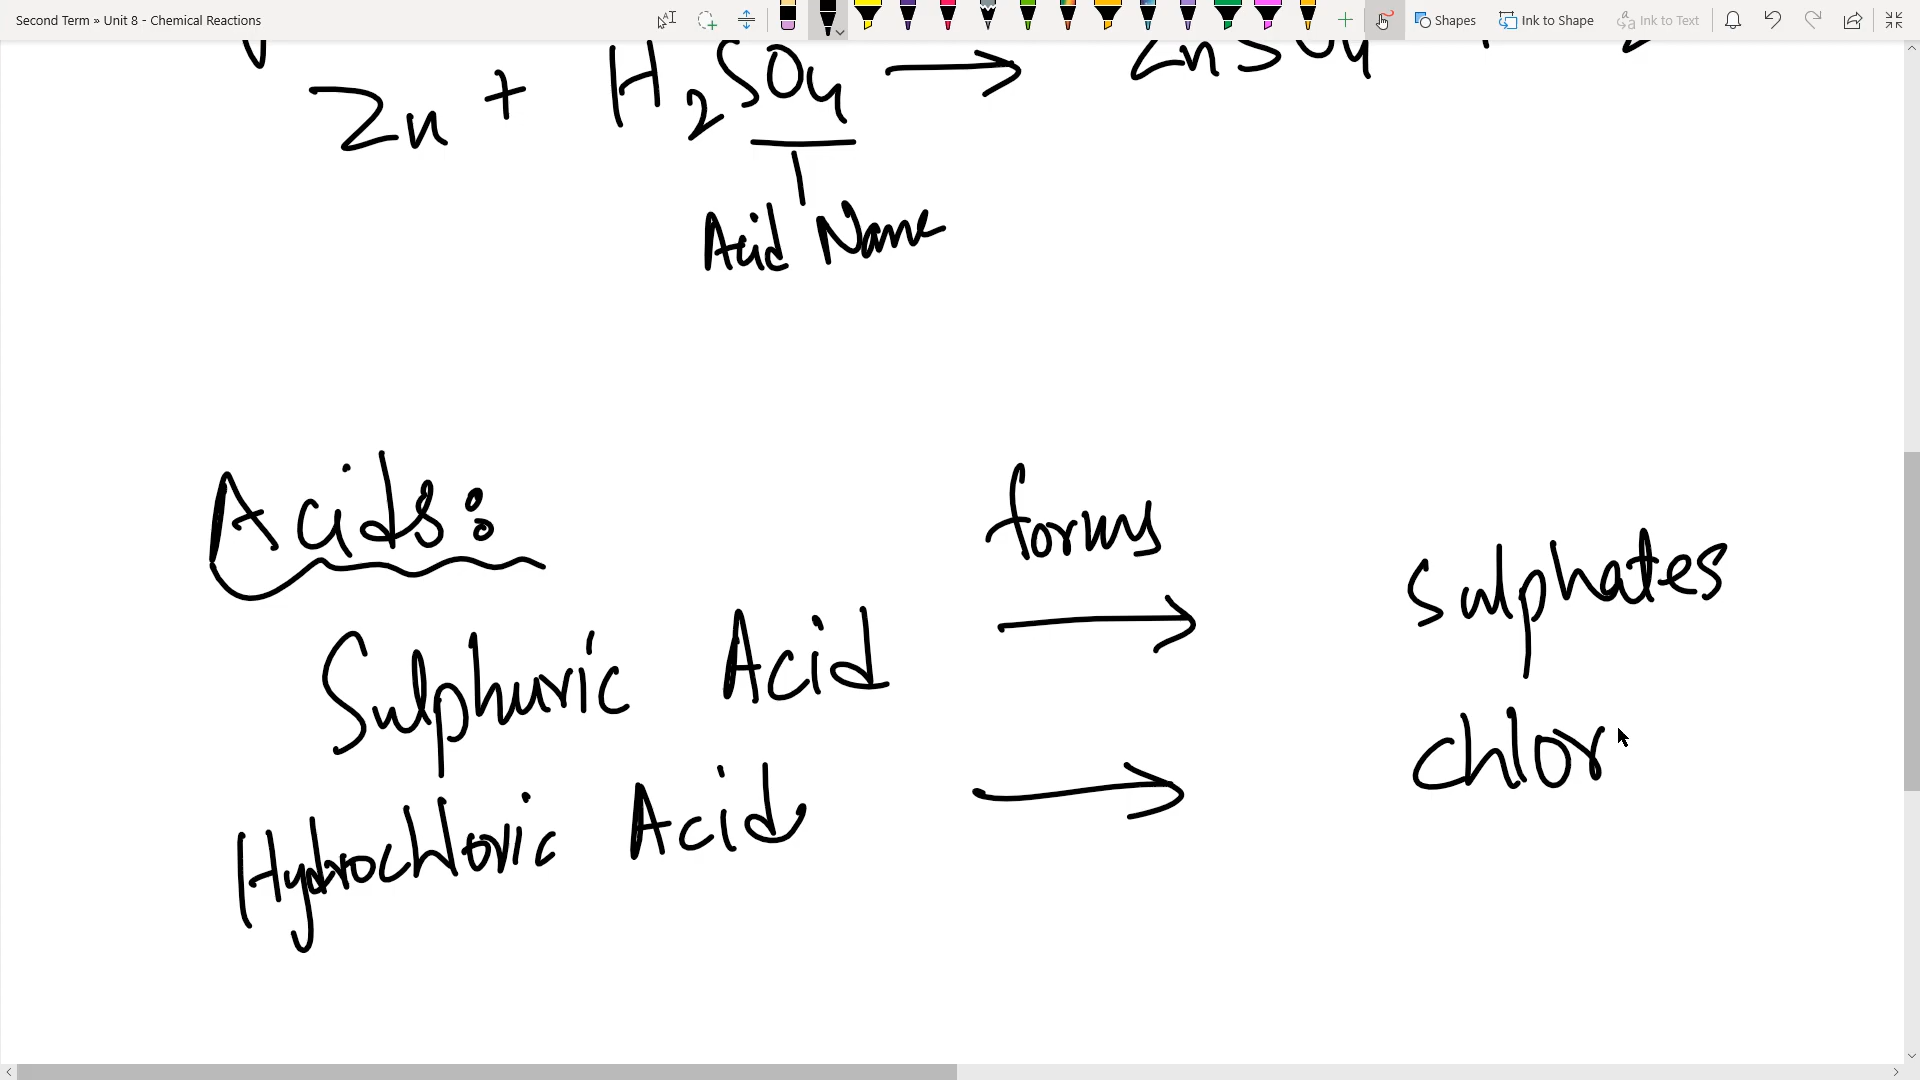 Second Term » Unit 8 - Chemical Reactions
Shapes
Ink to Shape
Ink to Text
Zn + H₂SO₄ → ZnSO₄
Acid Name
Acids:
forms
Sulphuric Acid → Sulphates
Hydrochloric Acid → chlor